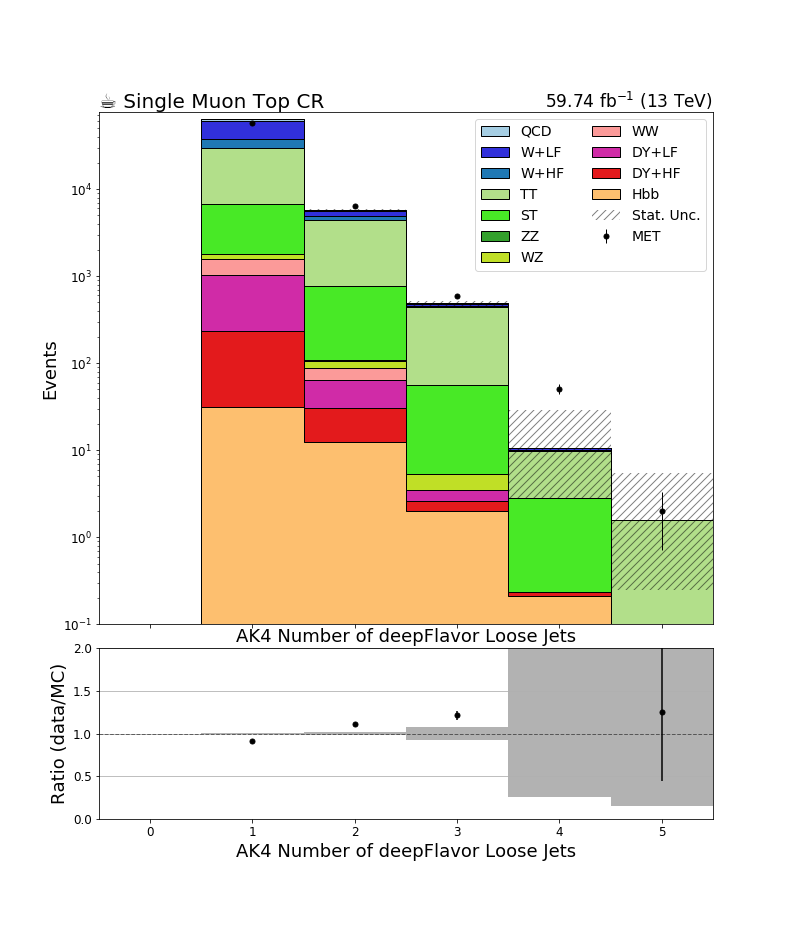 ☕ Single Muon Top CR
59.74 fb⁻¹ (13 TeV)
QCD
W+LF
W+HF
TT
ST
ZZ
WZ
WW
DY+LF
DY+HF
Hbb
Stat. Unc.
MET
Events
10⁴
10³
10²
10¹
10⁰
10⁻¹
AK4 Number of deepFlavor Loose Jets
Ratio (data/MC)
2.0
1.5
1.0
0.5
0.0
0 1 2 3 4 5
AK4 Number of deepFlavor Loose Jets